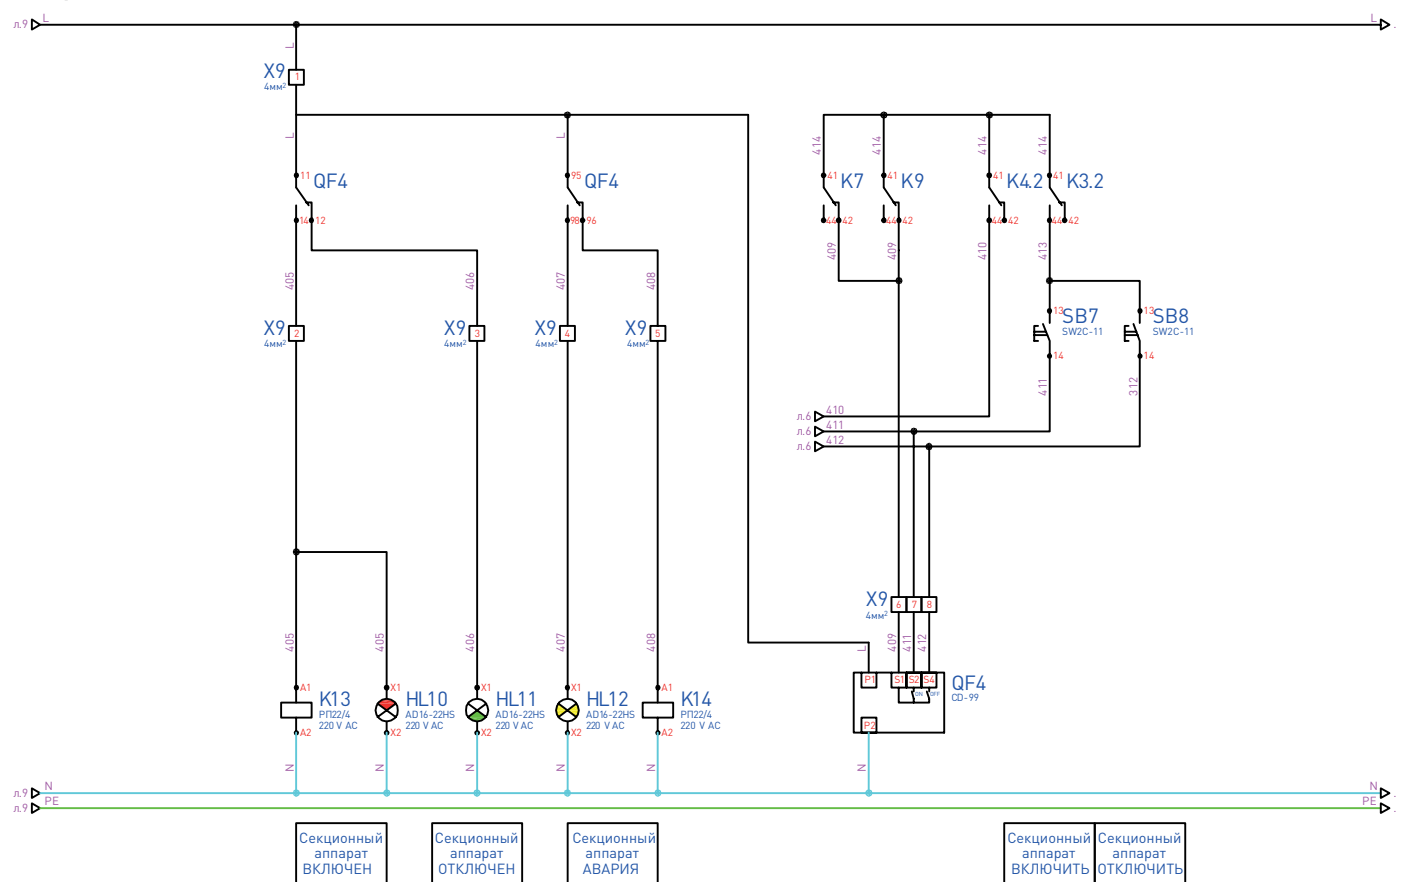 л.9 L L
L
X9 1
4мм²
L L 414 414 414 414
11 QF4 95 QF4 41 K7 41 K9 41 K4.2 41 K3.2
14 12 98 96 44 42 44 42 44 42 44 42
405 406 407 408 409 409 410 413
13 SB7 13 SB8
SW2C-11 SW2C-11
X9 2 X9 3 X9 4 X9 5
4мм² 4мм² 4мм² 4мм²
14 14
411 312
л.6 410
л.6 411
л.6 412
X9 6 7 8
4мм²
405 405 406 407 408 L 409 411 412
P1 S1 S2 S4 QF4
ON OFF CD-99
A1 K13 X1 HL10 X1 HL11 X1 HL12 A1 K14
РП22/4 AD16-22HS AD16-22HS AD16-22HS РП22/4
220 V AC 220 V AC 220 V AC 220 V AC 220 V AC
A2 X2 X2 X2 A2 P2
N N N N N N
л.9 N N
л.9 PE PE
Секционный
аппарат
ВКЛЮЧЕН
Секционный
аппарат
ОТКЛЮЧЕН
Секционный
аппарат
АВАРИЯ
Секционный
аппарат
ВКЛЮЧИТЬ
Секционный
аппарат
ОТКЛЮЧИТЬ